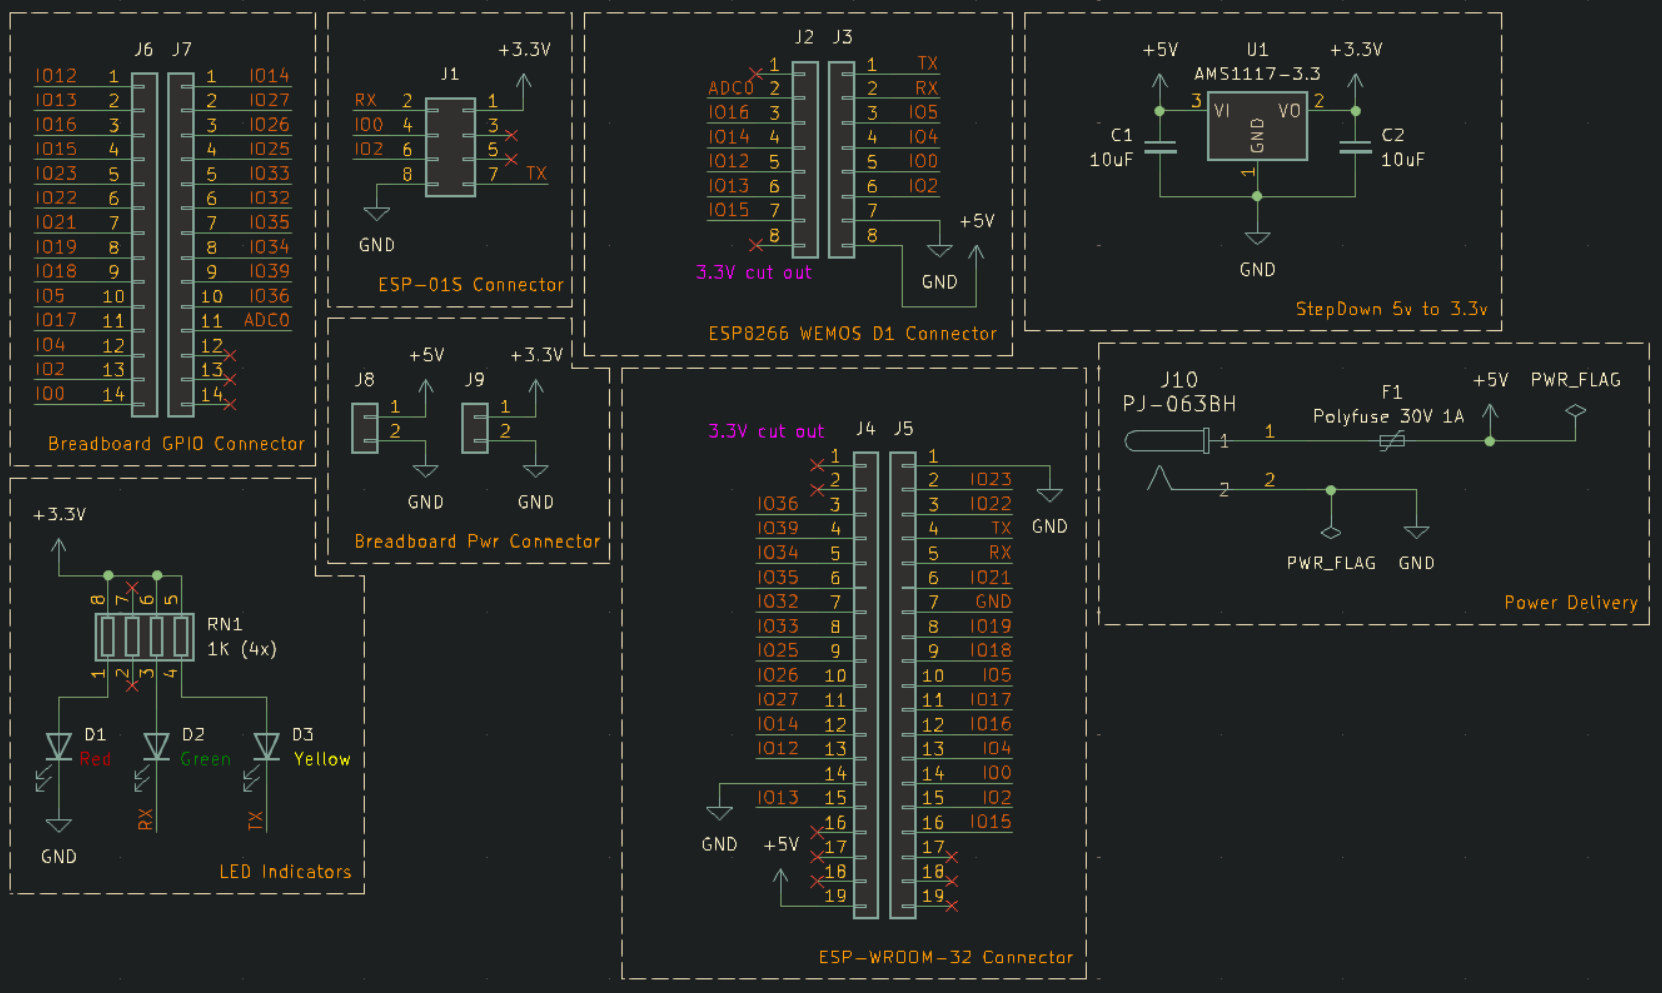 J6 J7
IO12 1 1 IO14
IO13 2 2 IO27
IO16 3 3 IO26
IO15 4 4 IO25
IO23 5 5 IO33
IO22 6 6 IO32
IO21 7 7 IO35
IO19 8 8 IO34
IO18 9 9 IO39
IO5 10 10 IO36
IO17 11 11 ADC0
IO4 12 12
IO2 13 13
IO0 14 14
Breadboard GPIO Connector
+3.3V
J1
RX 2 1
IO0 4 3
IO2 6 5
8 7 TX
GND
ESP-01S Connector
J2 J3
1 1 TX
ADC0 2 2 RX
IO16 3 3 IO5
IO14 4 4 IO4
IO12 5 5 IO0
IO13 6 6 IO2
IO15 7 7
8 8
+5V
3.3V cut out
GND
ESP8266 WEMOS D1 Connector
+5V U1 +3.3V
AMS1117-3.3
3 VI VO 2
GND
1
C1
10uF
C2
10uF
GND
StepDown 5v to 3.3v
+5V +3.3V
J8 J9
1 1
2 2
GND GND
Breadboard Pwr Connector
3.3V cut out
J4 J5
1 1
2 2 IO23
IO36 3 3 IO22
IO39 4 4 TX
IO34 5 5 RX
IO35 6 6 IO21
IO32 7 7 GND
IO33 8 8 IO19
IO25 9 9 IO18
IO26 10 10 IO5
IO27 11 11 IO17
IO14 12 12 IO16
IO12 13 13 IO4
14 14 IO0
IO13 15 15 IO2
16 16 IO15
17 17
18 18
19 19
GND
GND +5V
ESP-WROOM-32 Connector
J10
PJ-063BH
F1
Polyfuse 30V 1A
+5V PWR_FLAG
1 1
2 2
PWR_FLAG GND
Power Delivery
+3.3V
8 7 6 5
RN1
1K (4x)
1 2 3 4
D1
Red
D2
Green
D3
Yellow
RX TX
GND
LED Indicators